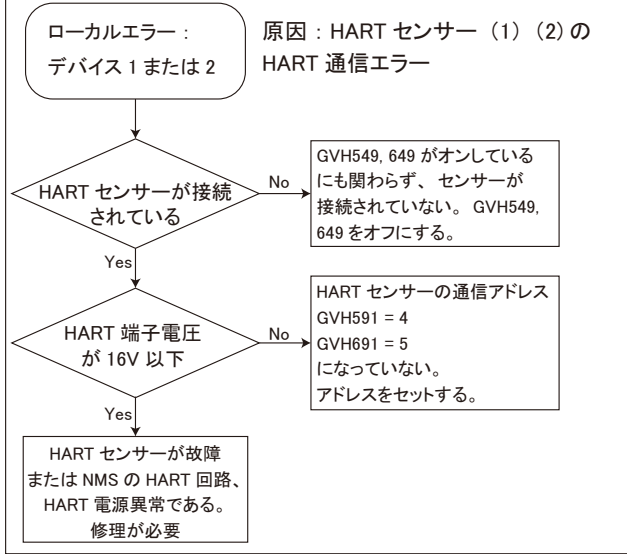 ローカルエラー：
デバイス 1 または 2
原因：HART センサー（1）（2）の
HART 通信エラー
HART センサーが接続
されている
No
GVH549, 649 がオンしている
にも関わらず、センサーが
接続されていない。GVH549,
649 をオフにする。
Yes
HART 端子電圧
が 16V 以下
No
HART センサーの通信アドレス
GVH591 = 4
GVH691 = 5
になっていない。
アドレスをセットする。
Yes
HART センサーが故障
または NMS の HART 回路、
HART 電源異常である。
修理が必要